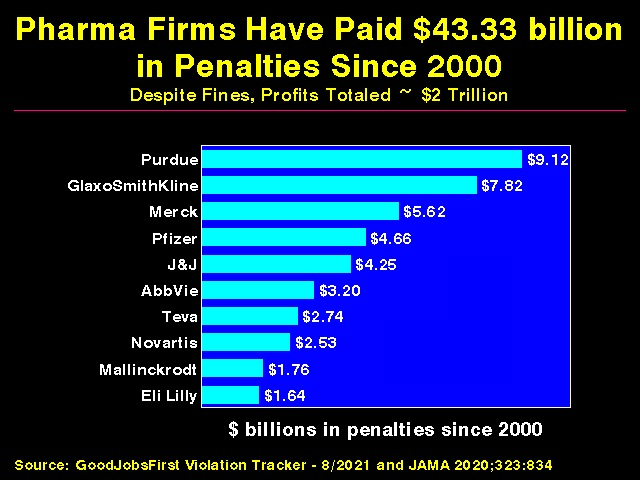 Pharma Firms Have Paid $43.33 billion
in Penalties Since 2000
Despite Fines, Profits Totaled ~ $2 Trillion
Purdue $9.12
GlaxoSmithKline $7.82
Merck $5.62
Pfizer $4.66
J&J $4.25
AbbVie $3.20
Teva $2.74
Novartis $2.53
Mallinckrodt $1.76
Eli Lilly $1.64
$ billions in penalties since 2000
Source: GoodJobsFirst Violation Tracker - 8/2021 and JAMA 2020;323:834